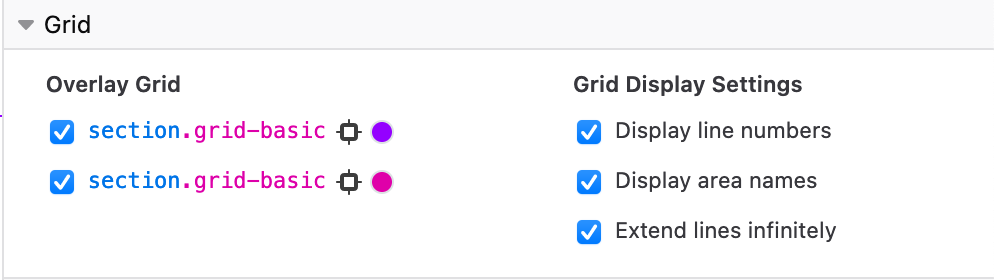 Grid
Overlay Grid
section.grid-basic
section.grid-basic
Grid Display Settings
Display line numbers
Display area names
Extend lines infinitely